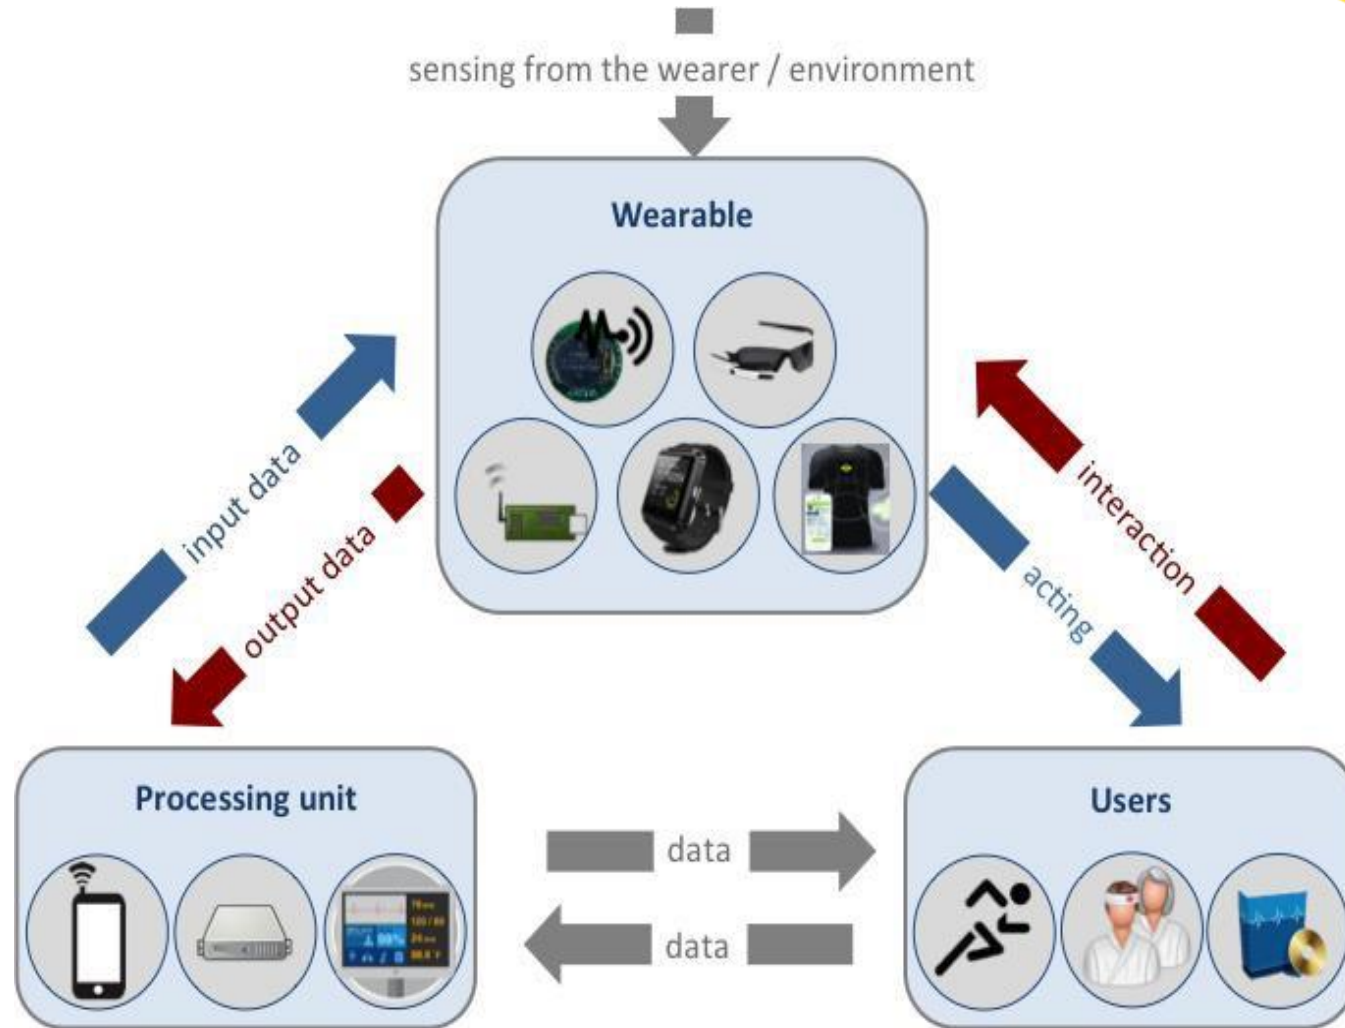 sensing from the wearer / environment
Wearable
input data
output data
interaction
acting
Processing unit
Users
data
data